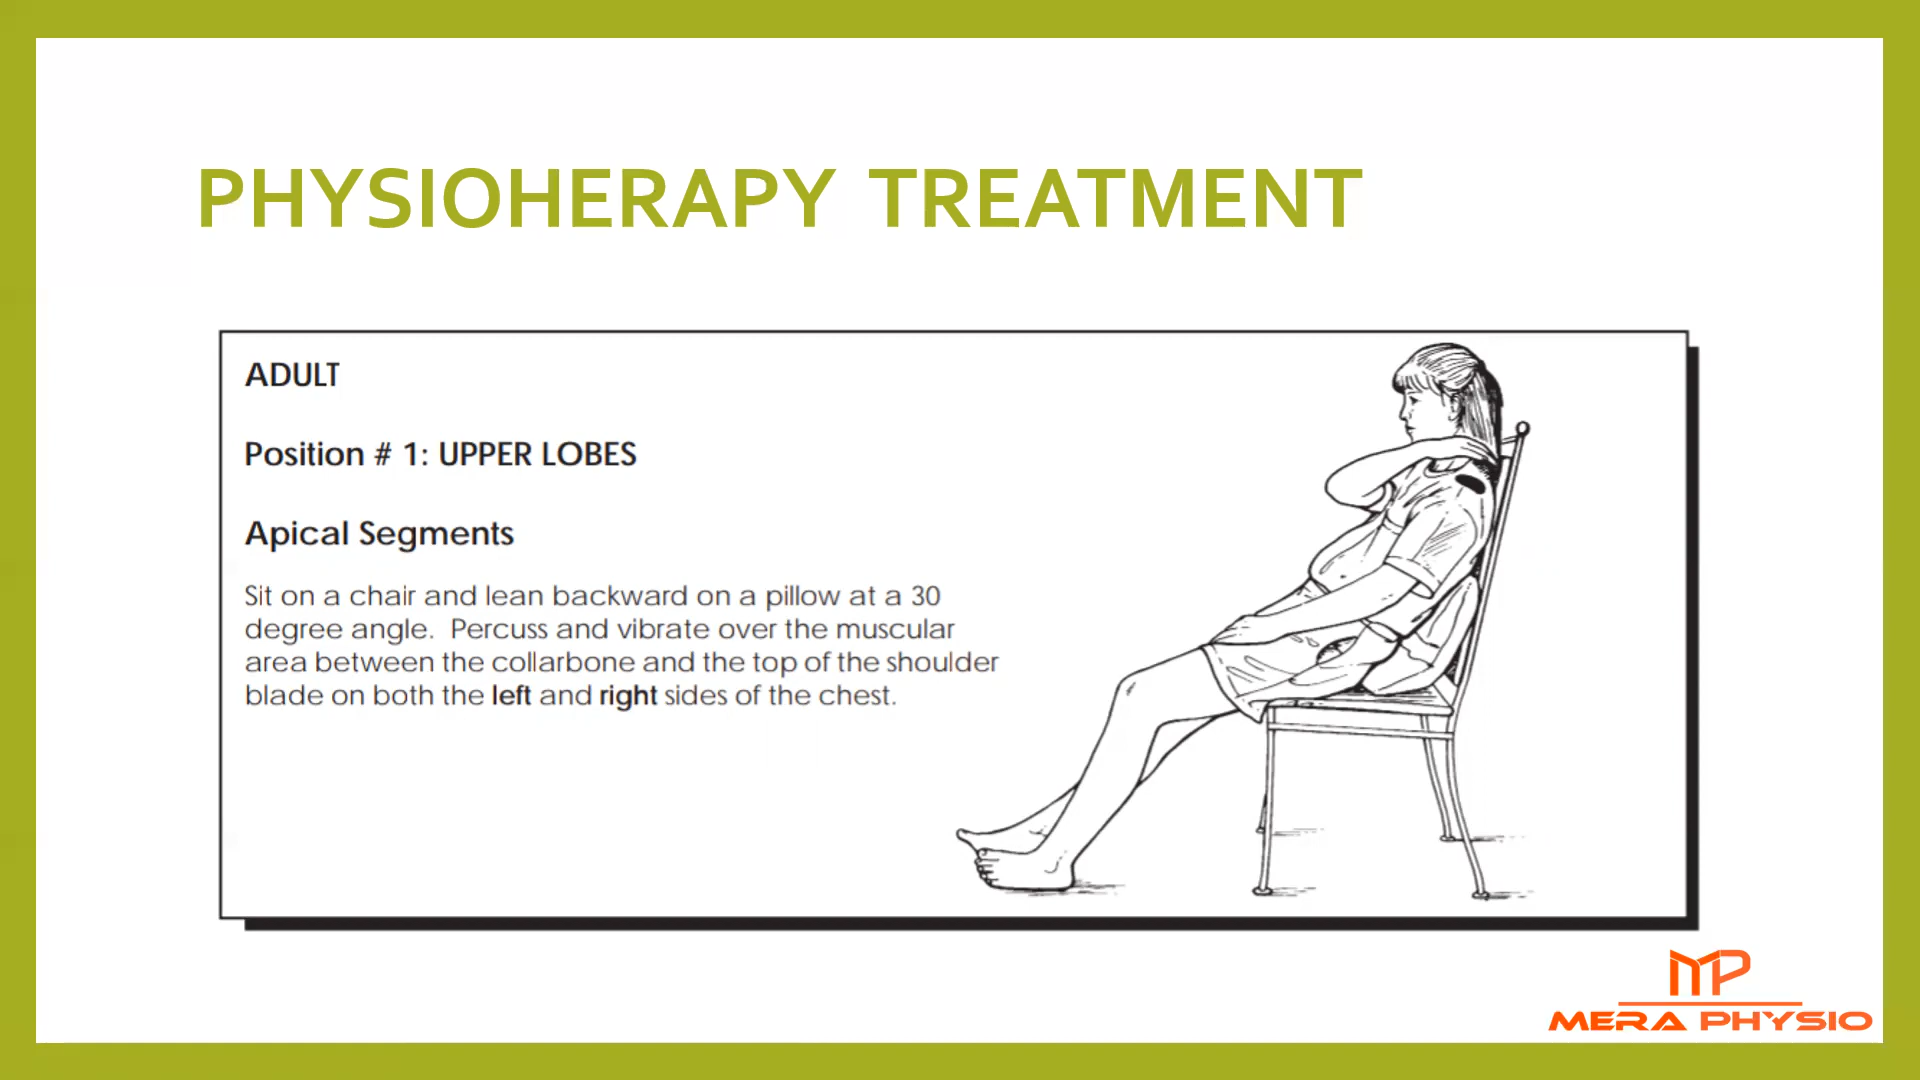 PHYSIOHERAPY TREATMENT
ADULT
Position # 1: UPPER LOBES
Apical Segments
Sit on a chair and lean backward on a pillow at a 30
degree angle. Percuss and vibrate over the muscular
area between the collarbone and the top of the shoulder
blade on both the left and right sides of the chest.
MP
MERA PHYSIO